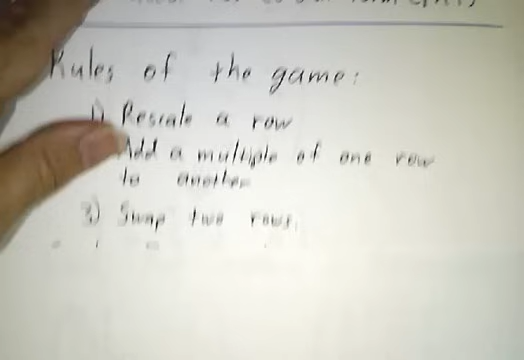 Rules of the game:
1) Rescale a row
Add a multiple of one row
to another
3) Swap two rows.